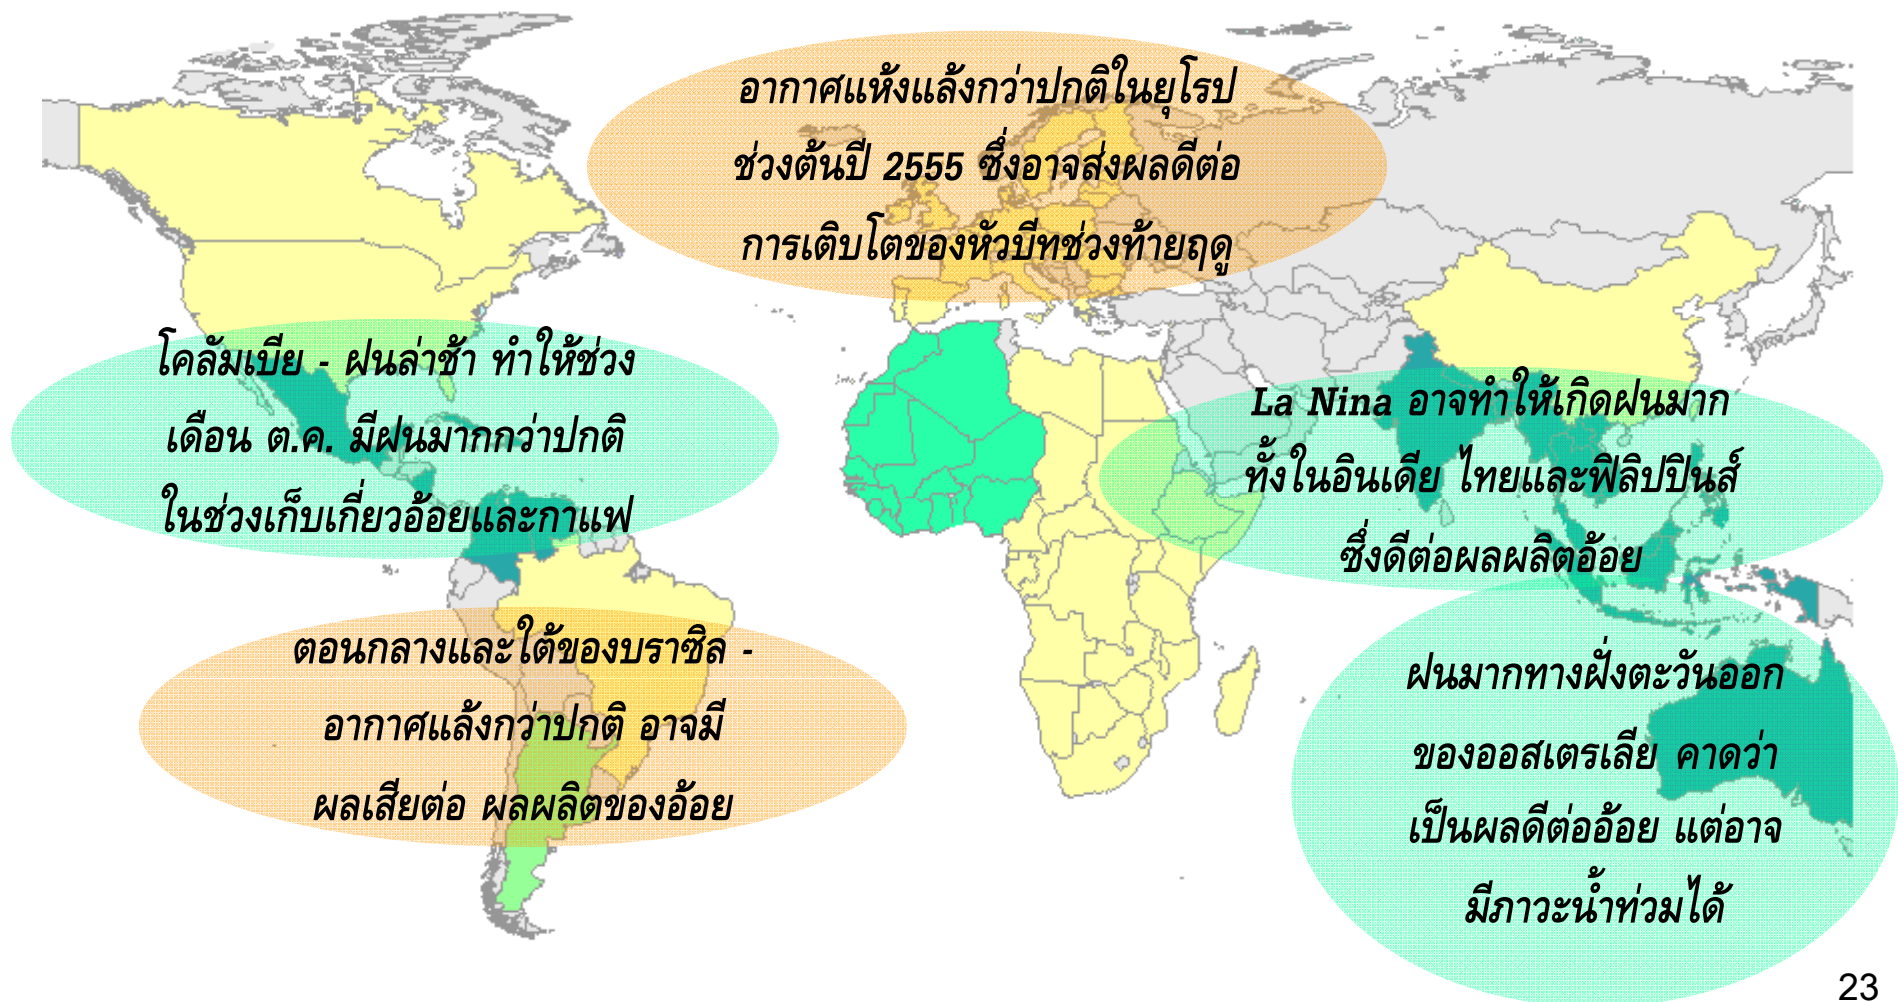 อากาศแห้งแล้งกว่าปกติในยุโรป
ช่วงต้นปี 2555 ซึ่งอาจส่งผลดีต่อ
การเติบโตของหัวบีทช่วงท้ายฤดู
โคลัมเบีย - ฝนล่าช้า ทำให้ช่วง
เดือน ต.ค. มีฝนมากกว่าปกติ
ในช่วงเก็บเกี่ยวอ้อยและกาแฟ
La Nina อาจทำให้เกิดฝนมาก
ทั้งในอินเดีย ไทยและฟิลิปปินส์
ซึ่งดีต่อผลผลิตอ้อย
ตอนกลางและใต้ของบราซิล -
อากาศแล้งกว่าปกติ อาจมี
ผลเสียต่อ ผลผลิตของอ้อย
ฝนมากทางฝั่งตะวันออก
ของออสเตรเลีย คาดว่า
เป็นผลดีต่ออ้อย แต่อาจ
มีภาวะน้ำท่วมได้
23